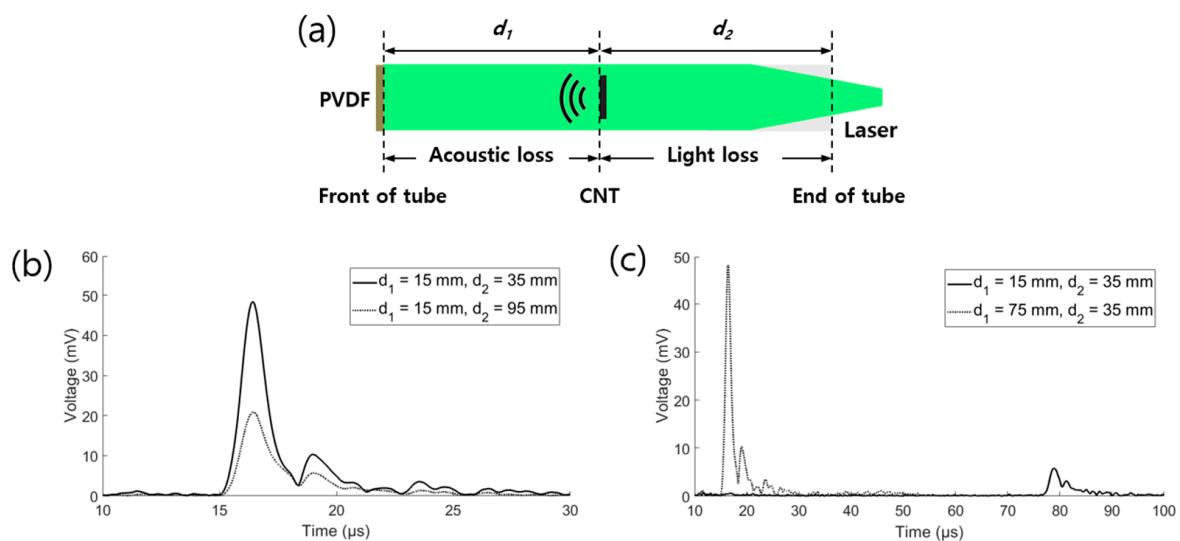 (a)
d1
d2
PVDF
Laser
Acoustic loss
Light loss
Front of tube
CNT
End of tube
(b)
60
50
40
30
20
10
0
Voltage (mV)
d1 = 15 mm, d2 = 35 mm
d1 = 15 mm, d2 = 95 mm
10
15
20
25
30
Time (μs)
(c)
50
40
30
20
10
0
Voltage (mV)
d1 = 15 mm, d2 = 35 mm
d1 = 75 mm, d2 = 35 mm
10
20
30
40
50
60
70
80
90
100
Time (μs)